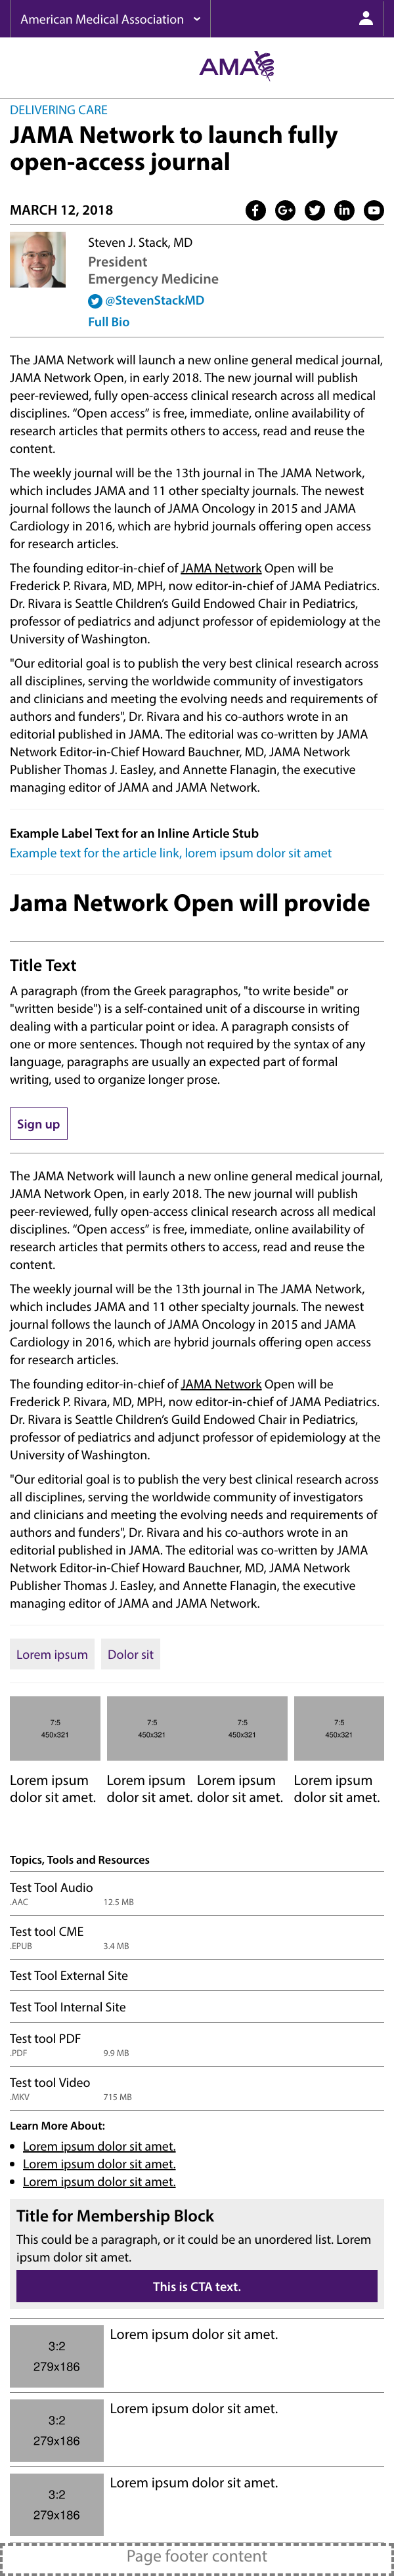 American Medical Association
AMA
DELIVERING CARE
JAMA Network to launch fully
open-access journal
MARCH 12, 2018
Steven J. Stack, MD
President
Emergency Medicine
@StevenStackMD
Full Bio
The JAMA Network will launch a new online general medical journal,
JAMA Network Open, in early 2018. The new journal will publish
peer-reviewed, fully open-access clinical research across all medical
disciplines. “Open access” is free, immediate, online availability of
research articles that permits others to access, read and reuse the
content.
The weekly journal will be the 13th journal in The JAMA Network,
which includes JAMA and 11 other specialty journals. The newest
journal follows the launch of JAMA Oncology in 2015 and JAMA
Cardiology in 2016, which are hybrid journals offering open access
for research articles.
The founding editor-in-chief of JAMA Network Open will be
Frederick P. Rivara, MD, MPH, now editor-in-chief of JAMA Pediatrics.
Dr. Rivara is Seattle Children’s Guild Endowed Chair in Pediatrics,
professor of pediatrics and adjunct professor of epidemiology at the
University of Washington.
"Our editorial goal is to publish the very best clinical research across
all disciplines, serving the worldwide community of investigators
and clinicians and meeting the evolving needs and requirements of
authors and funders", Dr. Rivara and his co-authors wrote in an
editorial published in JAMA. The editorial was co-written by JAMA
Network Editor-in-Chief Howard Bauchner, MD, JAMA Network
Publisher Thomas J. Easley, and Annette Flanagin, the executive
managing editor of JAMA and JAMA Network.
Example Label Text for an Inline Article Stub
Example text for the article link, lorem ipsum dolor sit amet
Jama Network Open will provide
Title Text
A paragraph (from the Greek paragraphos, "to write beside" or
"written beside") is a self-contained unit of a discourse in writing
dealing with a particular point or idea. A paragraph consists of
one or more sentences. Though not required by the syntax of any
language, paragraphs are usually an expected part of formal
writing, used to organize longer prose.
Sign up
The JAMA Network will launch a new online general medical journal,
JAMA Network Open, in early 2018. The new journal will publish
peer-reviewed, fully open-access clinical research across all medical
disciplines. “Open access” is free, immediate, online availability of
research articles that permits others to access, read and reuse the
content.
The weekly journal will be the 13th journal in The JAMA Network,
which includes JAMA and 11 other specialty journals. The newest
journal follows the launch of JAMA Oncology in 2015 and JAMA
Cardiology in 2016, which are hybrid journals offering open access
for research articles.
The founding editor-in-chief of JAMA Network Open will be
Frederick P. Rivara, MD, MPH, now editor-in-chief of JAMA Pediatrics.
Dr. Rivara is Seattle Children’s Guild Endowed Chair in Pediatrics,
professor of pediatrics and adjunct professor of epidemiology at the
University of Washington.
"Our editorial goal is to publish the very best clinical research across
all disciplines, serving the worldwide community of investigators
and clinicians and meeting the evolving needs and requirements of
authors and funders", Dr. Rivara and his co-authors wrote in an
editorial published in JAMA. The editorial was co-written by JAMA
Network Editor-in-Chief Howard Bauchner, MD, JAMA Network
Publisher Thomas J. Easley, and Annette Flanagin, the executive
managing editor of JAMA and JAMA Network.
Lorem ipsum Dolor sit
7:5 7:5 7:5 7:5
450x321 450x321 450x321 450x321
Lorem ipsum Lorem ipsum Lorem ipsum Lorem ipsum
dolor sit amet. dolor sit amet. dolor sit amet. dolor sit amet.
Topics, Tools and Resources
Test Tool Audio
.AAC 12.5 MB
Test tool CME
.EPUB 3.4 MB
Test Tool External Site
Test Tool Internal Site
Test tool PDF
.PDF 9.9 MB
Test tool Video
.MKV 715 MB
Learn More About:
Lorem ipsum dolor sit amet.
Lorem ipsum dolor sit amet.
Lorem ipsum dolor sit amet.
Title for Membership Block
This could be a paragraph, or it could be an unordered list. Lorem
ipsum dolor sit amet.
This is CTA text.
Lorem ipsum dolor sit amet.
3:2
279x186
Lorem ipsum dolor sit amet.
3:2
279x186
Lorem ipsum dolor sit amet.
3:2
279x186
Page footer content